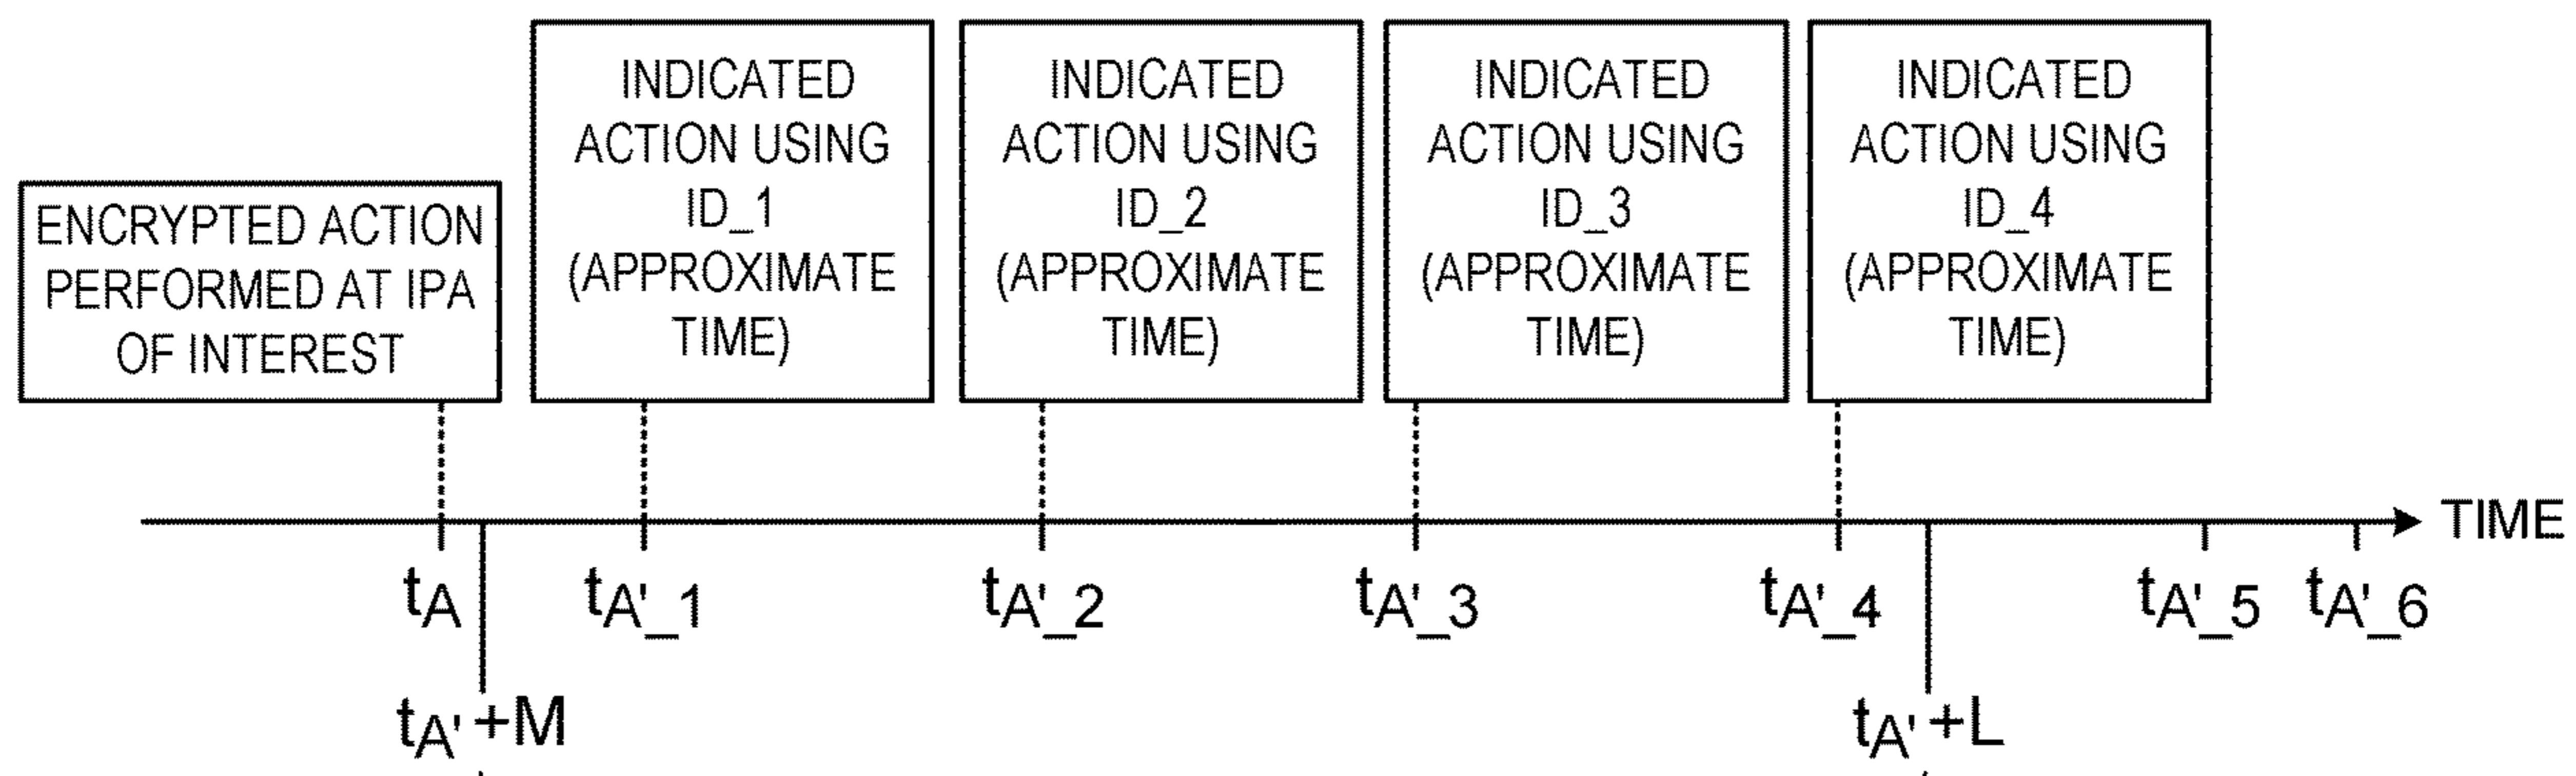 ENCRYPTED ACTION
PERFORMED AT IPA
OF INTEREST
INDICATED
ACTION USING
ID_1
(APPROXIMATE
TIME)
INDICATED
ACTION USING
ID_2
(APPROXIMATE
TIME)
INDICATED
ACTION USING
ID_3
(APPROXIMATE
TIME)
INDICATED
ACTION USING
ID_4
(APPROXIMATE
TIME)
TIME
tA
tA'_1
tA'_2
tA'_3
tA'_4
tA'_5
tA'_6
tA'+M
tA'+L